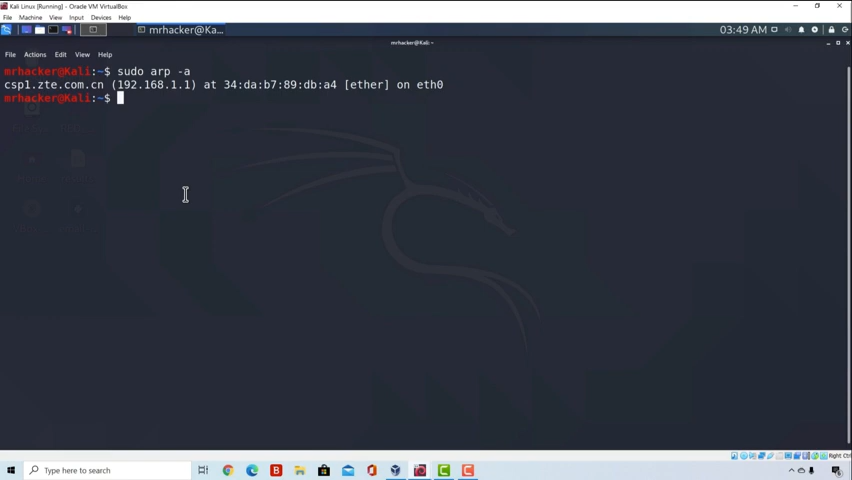 Kali Linux [Running] - Oracle VM VirtualBox
File Machine View Input Devices Help
mrhacker@Ka...
03:49 AM
mrhacker@Kali:~
File Actions Edit View Help
mrhacker@Kali:~$ sudo arp -a
csp1.zte.com.cn (192.168.1.1) at 34:da:b7:89:db:a4 [ether] on eth0
mrhacker@Kali:~$
Right Ctrl
Type here to search